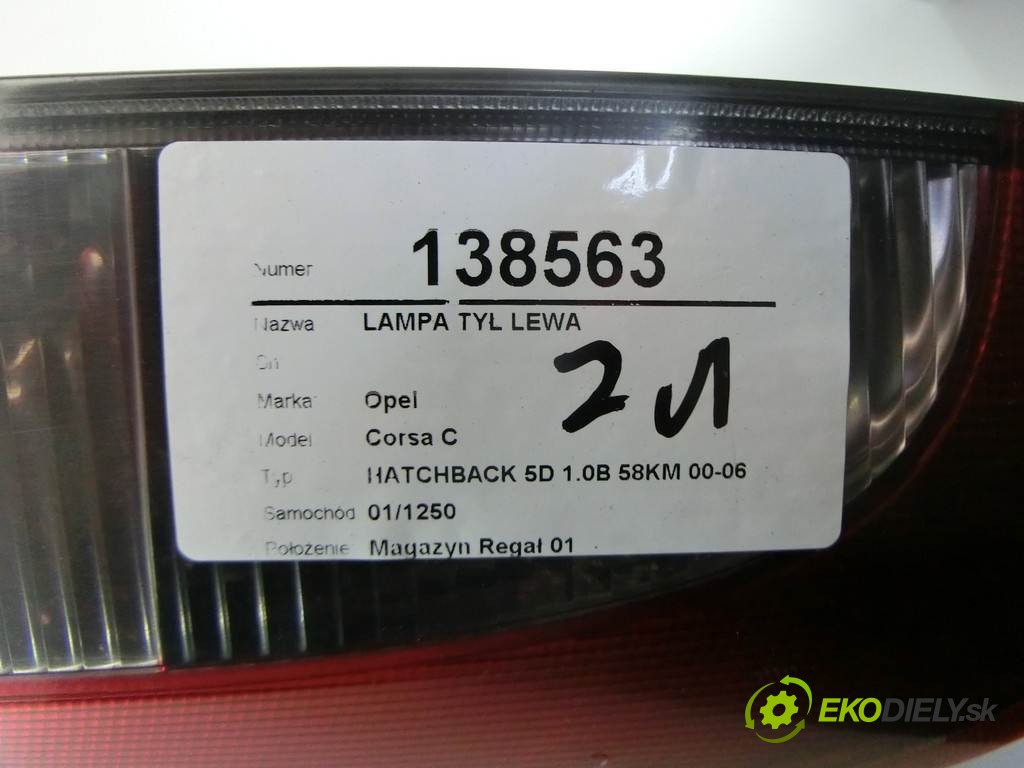 Numer 138563
Nazwa LAMPA TYŁ LEWA
Marka Opel
Model Corsa C
Typ HATCHBACK 5D 1.0B 58KM 00-06
Samochód 01/1250
Położenie Magazyn Regał 01
EKODIELY.sk